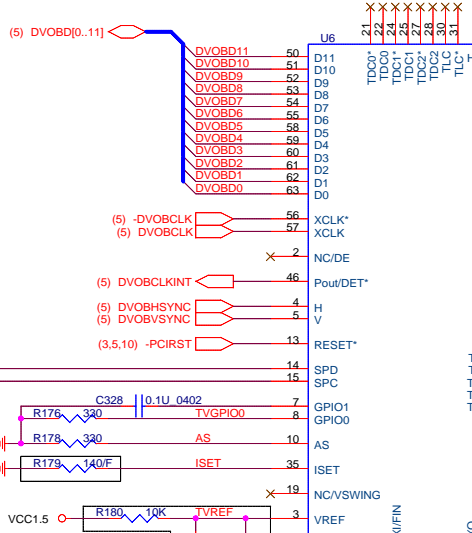 (5) DVOBD[0..11]
U6
21 TDC0*
22 TDC0
24 TDC1*
25 TDC1
27 TDC2*
28 TDC2
30 TLC
31 TLC*
DVOBD11 50 D11
DVOBD10 51 D10
DVOBD9 52 D9
DVOBD8 53 D8
DVOBD7 54 D7
DVOBD6 55 D6
DVOBD5 58 D5
DVOBD4 59 D4
DVOBD3 60 D3
DVOBD2 61 D2
DVOBD1 62 D1
DVOBD0 63 D0
(5) -DVOBCLK 56 XCLK*
(5) DVOBCLK 57 XCLK
2 NC/DE
(5) DVOBCLKINT 46 Pout/DET*
(5) DVOBHSYNC 4 H
(5) DVOBVSYNC 5 V
(3,5,10) -PCIRST 13 RESET*
14 SPD
15 SPC
C328 0.1U_0402 7 GPIO1
R176 330 TVGPIO0 8 GPIO0
R178 330 AS 10 AS
R179 140/F ISET 35 ISET
19 NC/VSWING
VCC1.5 R180 10K TVREF 3 VREF